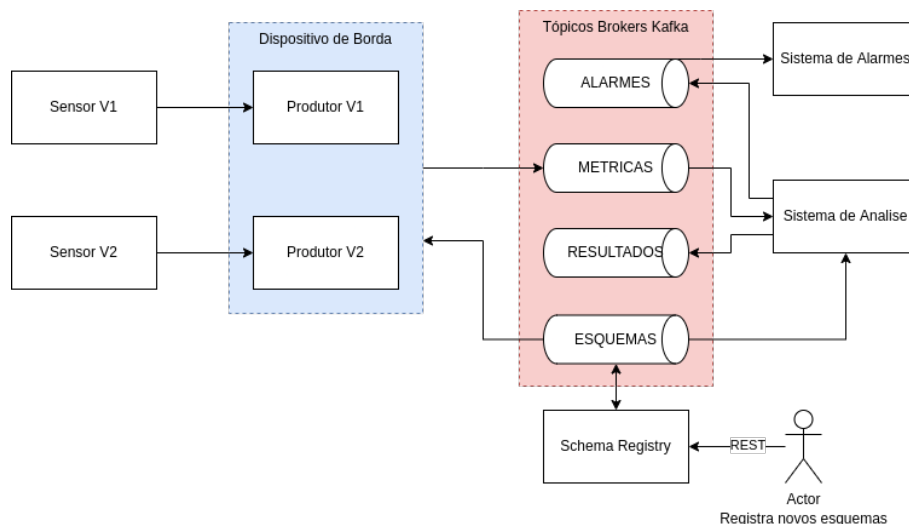 Dispositivo de Borda
Tópicos Brokers Kafka
Sensor V1
Produtor V1
ALARMES
Sistema de Alarmes
METRICAS
Sensor V2
Produtor V2
RESULTADOS
Sistema de Analise
ESQUEMAS
Schema Registry
REST
Actor
Registra novos esquemas